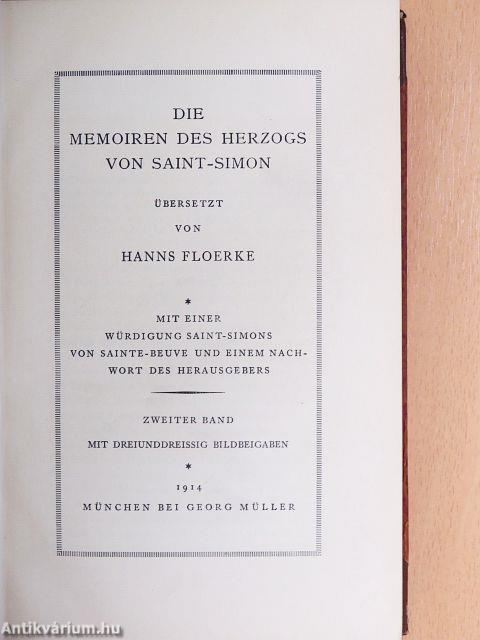 DIE
MEMOIREN DES HERZOGS
VON SAINT-SIMON
ÜBERSETZT
VON
HANNS FLOERKE
*
MIT EINER
WÜRDIGUNG SAINT-SIMONS
VON SAINTE-BEUVE UND EINEM NACH-
WORT DES HERAUSGEBERS
ZWEITER BAND
MIT DREIUNDDREISSIG BILDBEIGABEN
*
1914
MÜNCHEN BEI GEORG MÜLLER
Antikvárium.hu